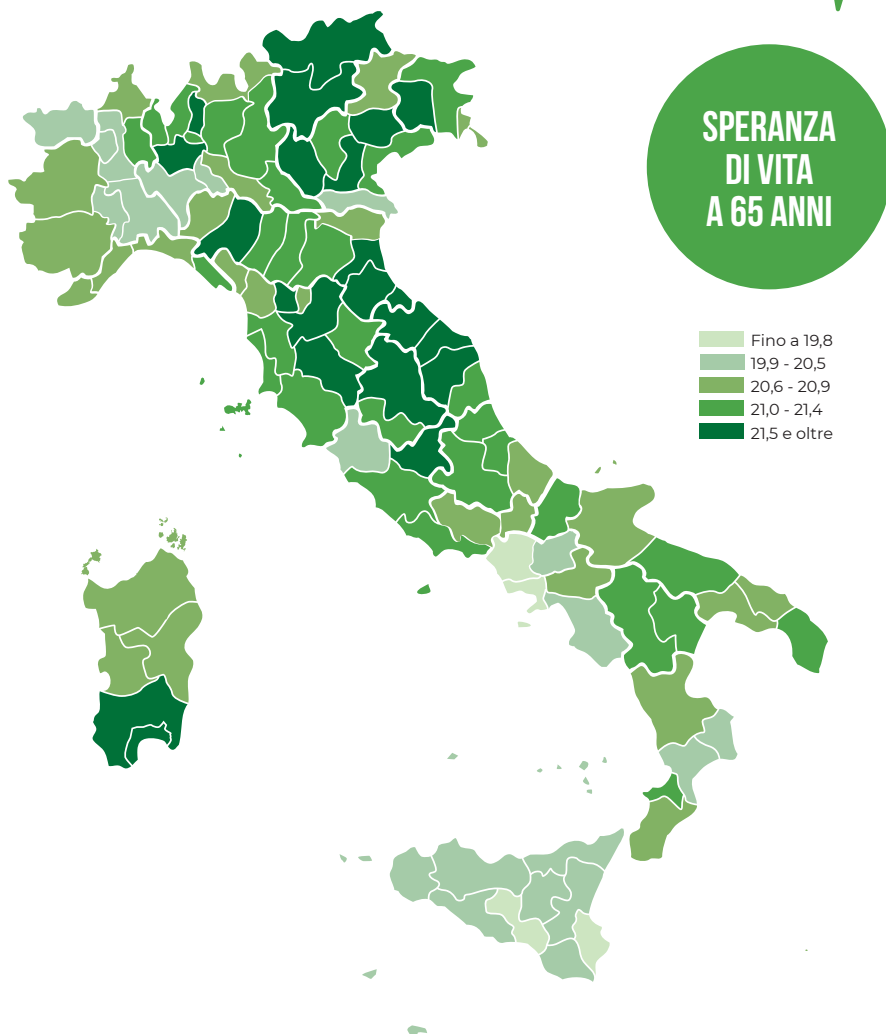 SPERANZA
DI VITA
A 65 ANNI
Fino a 19,8
19,9 - 20,5
20,6 - 20,9
21,0 - 21,4
21,5 e oltre